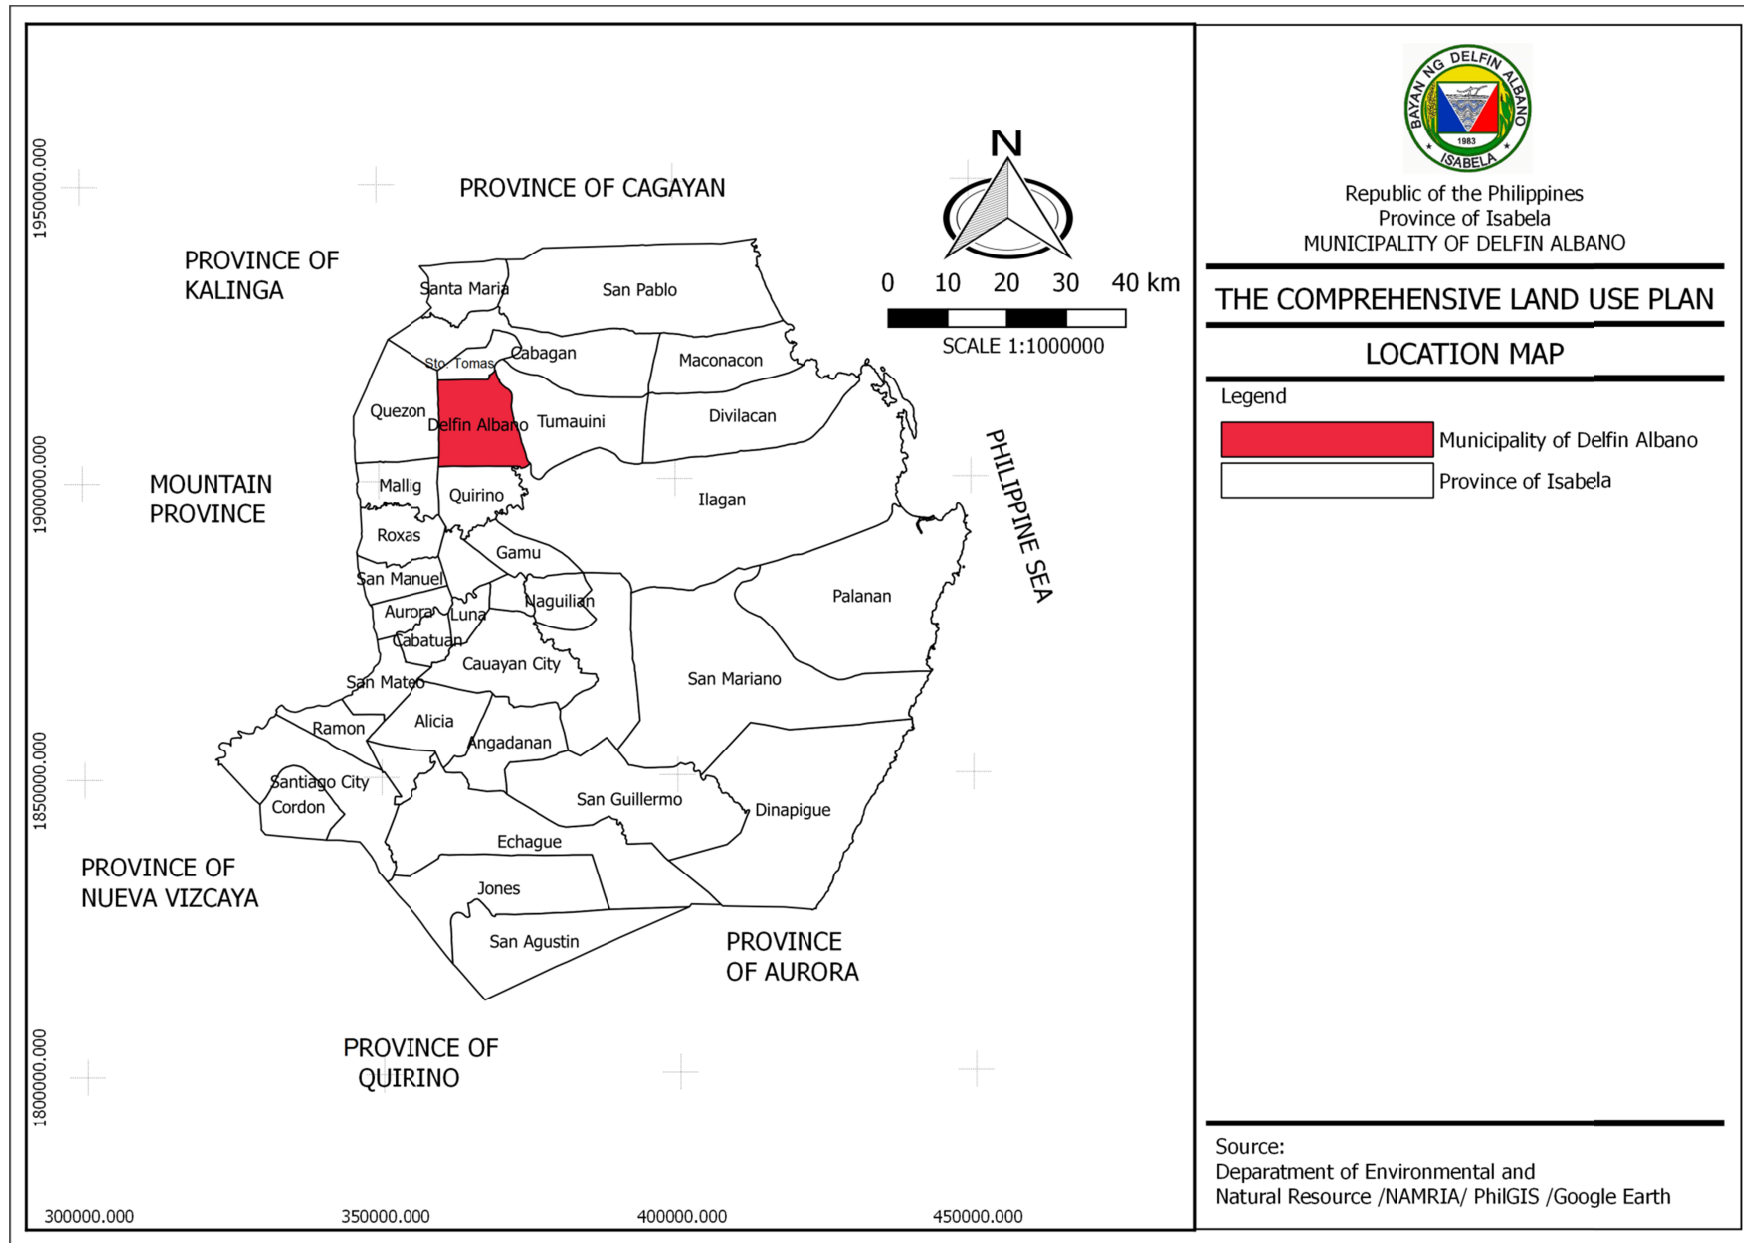 PROVINCE OF CAGAYAN
PROVINCE OF
KALINGA
MOUNTAIN
PROVINCE
PROVINCE OF
NUEVA VIZCAYA
PROVINCE OF
QUIRINO
PROVINCE
OF AURORA
PHILIPPINE SEA
N
0 10 20 30 40 km
SCALE 1:1000000
Santa Maria
San Pablo
Sto. Tomas
Cabagan
Maconacon
Quezon
Delfin Albano
Tumauini
Divilacan
Mallig
Quirino
Ilagan
Roxas
Gamu
San Manuel
Naguilian
Palanan
Aurora
Luna
Cabatuan
Cauayan City
San Mateo
San Mariano
Ramon
Alicia
Angadanan
Santiago City
Cordon
San Guillermo
Dinapigue
Echague
Jones
San Agustin
1950000.000
1900000.000
1850000.000
1800000.000
300000.000
350000.000
400000.000
450000.000
BAYAN NG DELFIN ALBANO
1983
ISABELA
Republic of the Philippines
Province of Isabela
MUNICIPALITY OF DELFIN ALBANO
THE COMPREHENSIVE LAND USE PLAN
LOCATION MAP
Legend
Municipality of Delfin Albano
Province of Isabela
Source:
Department of Environmental and
Natural Resource /NAMRIA/ PhilGIS /Google Earth